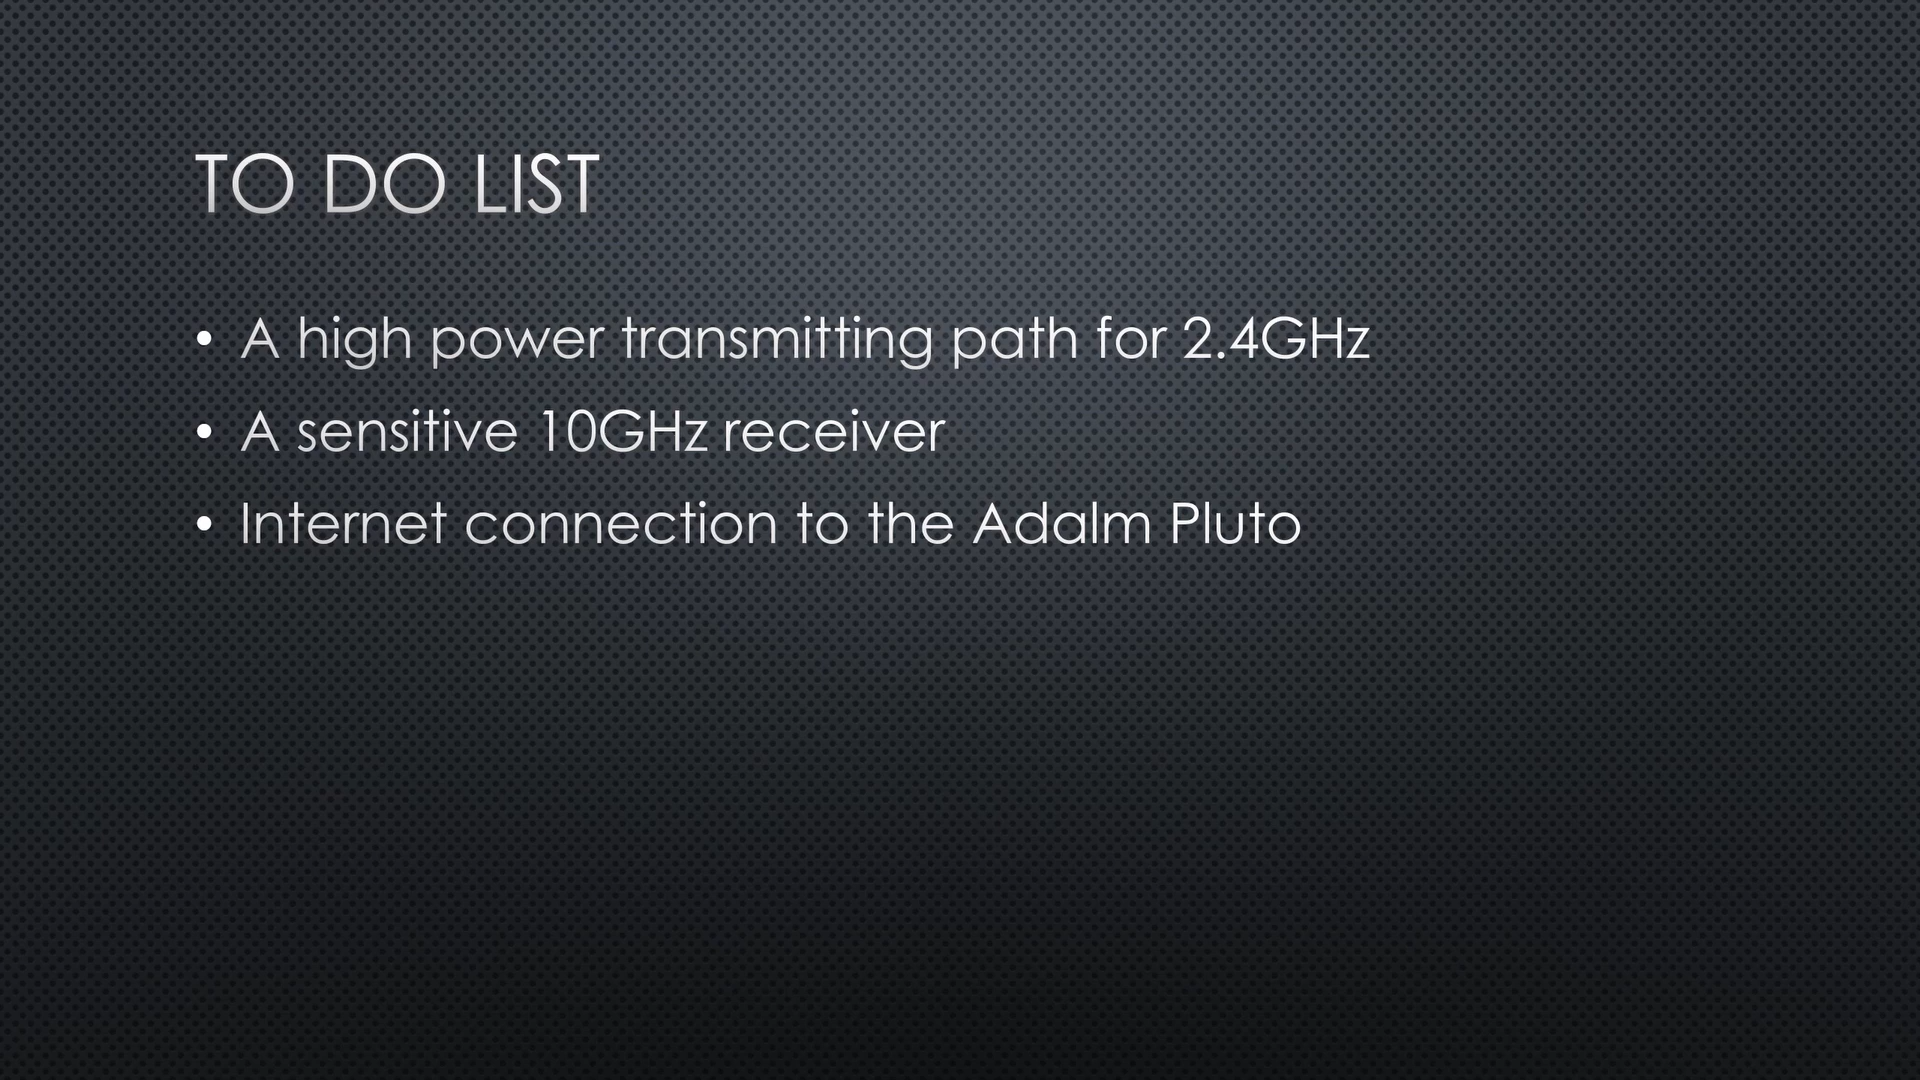 TO DO LIST
• A high power transmitting path for 2.4GHz
• A sensitive 10GHz receiver
• Internet connection to the Adalm Pluto